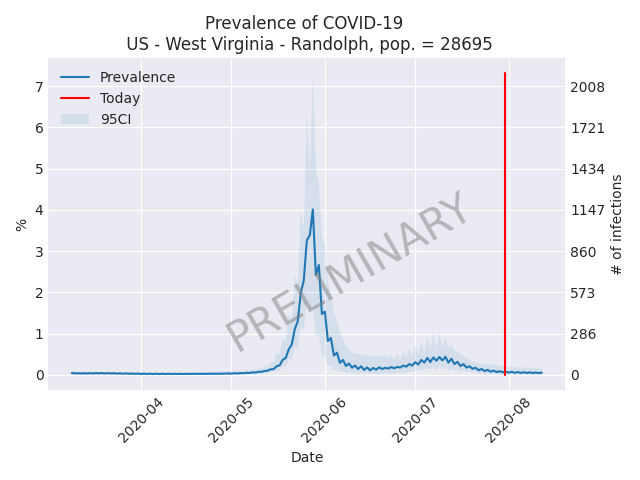 Prevalence of COVID-19
US - West Virginia - Randolph, pop. = 28695
Prevalence
Today
95CI
7
6
5
4
3
2
1
0
%
2008
1721
1434
1147
860
573
286
0
# of infections
PRELIMINARY
2020-04
2020-05
2020-06
2020-07
2020-08
Date